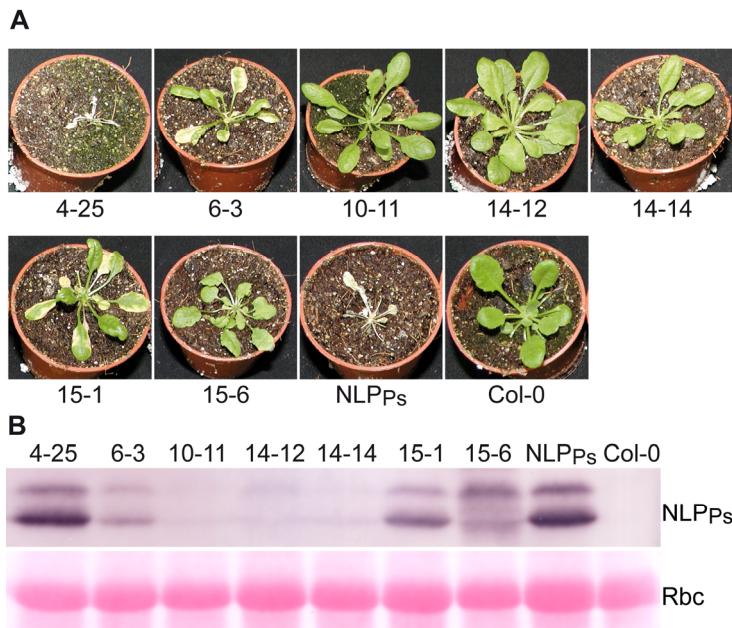 A
4-25 6-3 10-11 14-12 14-14
15-1 15-6 NLPPs Col-0
B
4-25 6-3 10-11 14-12 14-14 15-1 15-6 NLPPs Col-0
NLPPs
Rbc